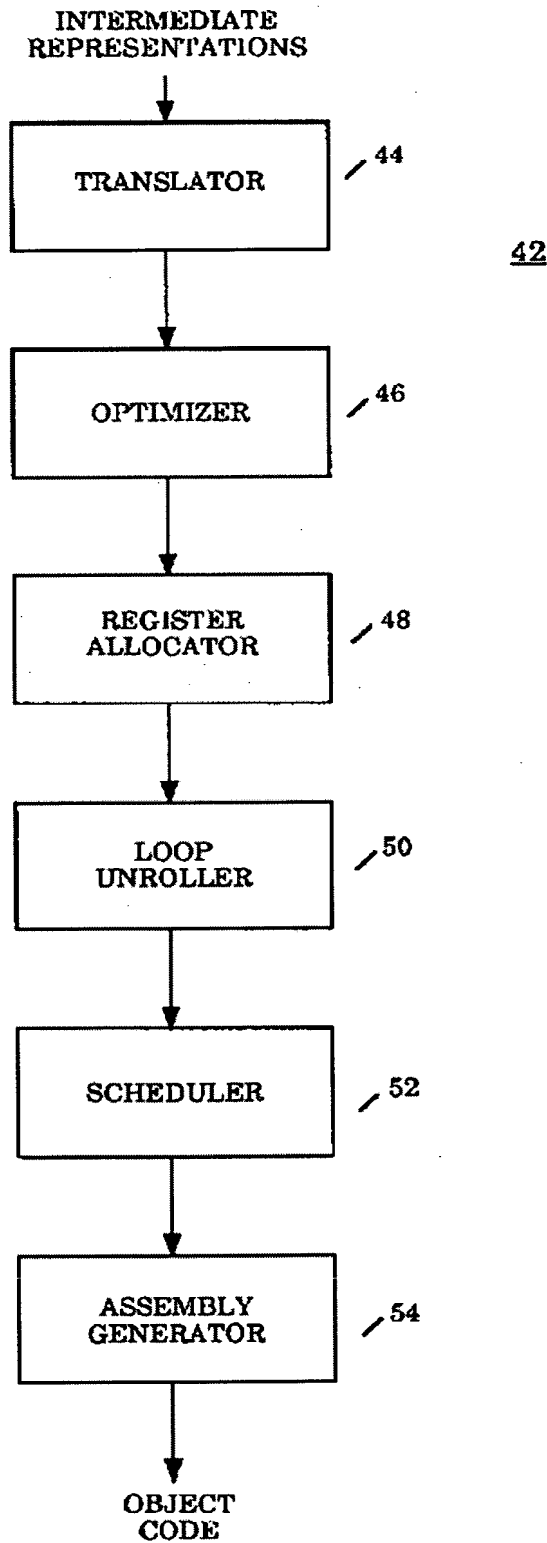 INTERMEDIATE
REPRESENTATIONS
TRANSLATOR
44
42
OPTIMIZER
46
REGISTER
ALLOCATOR
48
LOOP
UNROLLER
50
SCHEDULER
52
ASSEMBLY
GENERATOR
54
OBJECT
CODE